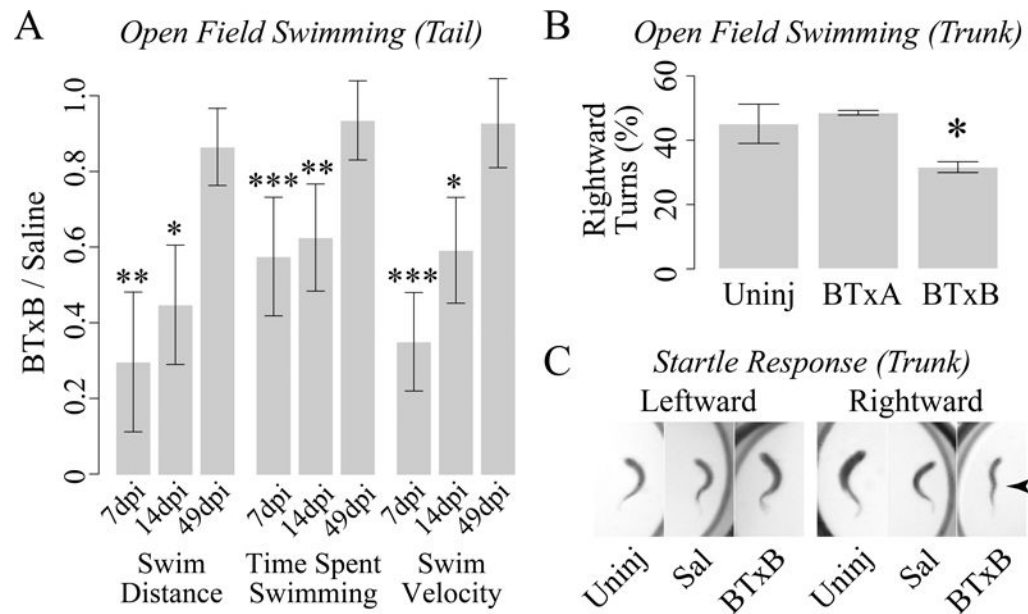 A
Open Field Swimming (Tail)
BTxB / Saline
1.0
0.8
0.6
0.4
0.2
0
**
*
***
**
***
*
7dpi
14dpi
49dpi
7dpi
14dpi
49dpi
7dpi
14dpi
49dpi
Swim
Distance
Time Spent
Swimming
Swim
Velocity
B
Open Field Swimming (Trunk)
Rightward
Turns (%)
60
40
20
0
*
Uninj
BTxA
BTxB
C
Startle Response (Trunk)
Leftward
Rightward
Uninj
Sal
BTxB
Uninj
Sal
BTxB